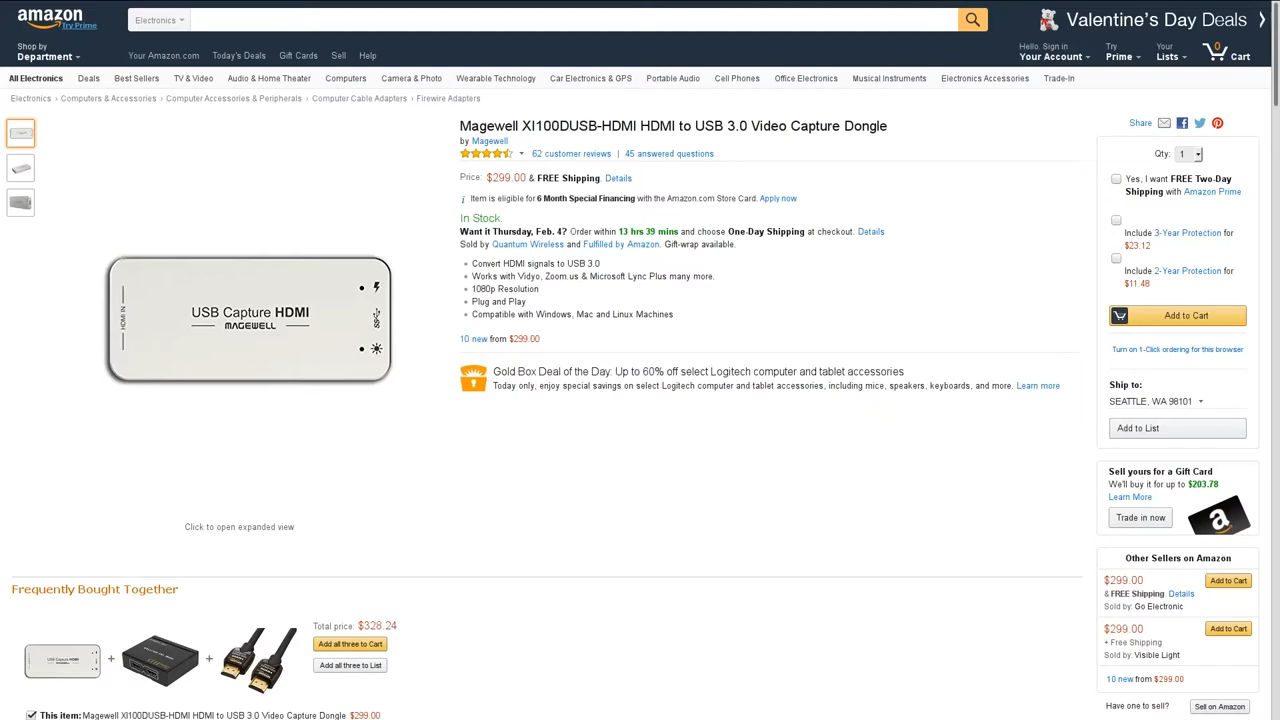 amazon
Try Prime
Electronics
Valentine's Day Deals
Shop by
Department
Your Amazon.com
Today's Deals
Gift Cards
Sell
Help
Hello. Sign in
Your Account
Try
Prime
Your
Lists
0
Cart
All Electronics
Deals
Best Sellers
TV & Video
Audio & Home Theater
Computers
Camera & Photo
Wearable Technology
Car Electronics & GPS
Portable Audio
Cell Phones
Office Electronics
Musical Instruments
Electronics Accessories
Trade-In
Electronics › Computers & Accessories › Computer Accessories & Peripherals › Computer Cable Adapters › Firewire Adapters
HDMI IN
USB Capture HDMI
MAGEWELL
Click to open expanded view
Magewell XI100DUSB-HDMI HDMI to USB 3.0 Video Capture Dongle
by Magewell
62 customer reviews | 45 answered questions
Price: $299.00 & FREE Shipping. Details
Item is eligible for 6 Month Special Financing with the Amazon.com Store Card. Apply now
In Stock.
Want it Thursday, Feb. 4? Order within 13 hrs 39 mins and choose One-Day Shipping at checkout. Details
Sold by Quantum Wireless and Fulfilled by Amazon. Gift-wrap available.
Convert HDMI signals to USB 3.0
Works with Vidyo, Zoom.us & Microsoft Lync Plus many more.
1080p Resolution
Plug and Play
Compatible with Windows, Mac and Linux Machines
10 new from $299.00
Gold Box Deal of the Day: Up to 60% off select Logitech computer and tablet accessories
Today only, enjoy special savings on select Logitech computer and tablet accessories, including mice, speakers, keyboards, and more. Learn more
Share
Qty: 1
Yes, I want FREE Two-Day
Shipping with Amazon Prime
Include 3-Year Protection for
$23.12
Include 2-Year Protection for
$11.48
Add to Cart
Turn on 1-Click ordering for this browser
Ship to:
SEATTLE, WA 98101
Add to List
Sell yours for a Gift Card
We'll buy it for up to $203.78
Learn More
Trade in now
Other Sellers on Amazon
$299.00
Add to Cart
& FREE Shipping. Details
Sold by: Go Electronic
$299.00
Add to Cart
+ Free Shipping
Sold by: Visible Light
10 new from $299.00
Have one to sell?
Sell on Amazon
Frequently Bought Together
USB Capture HDMI
+
+
Total price: $328.24
Add all three to Cart
Add all three to List
This item: Magewell XI100DUSB-HDMI HDMI to USB 3.0 Video Capture Dongle $299.00